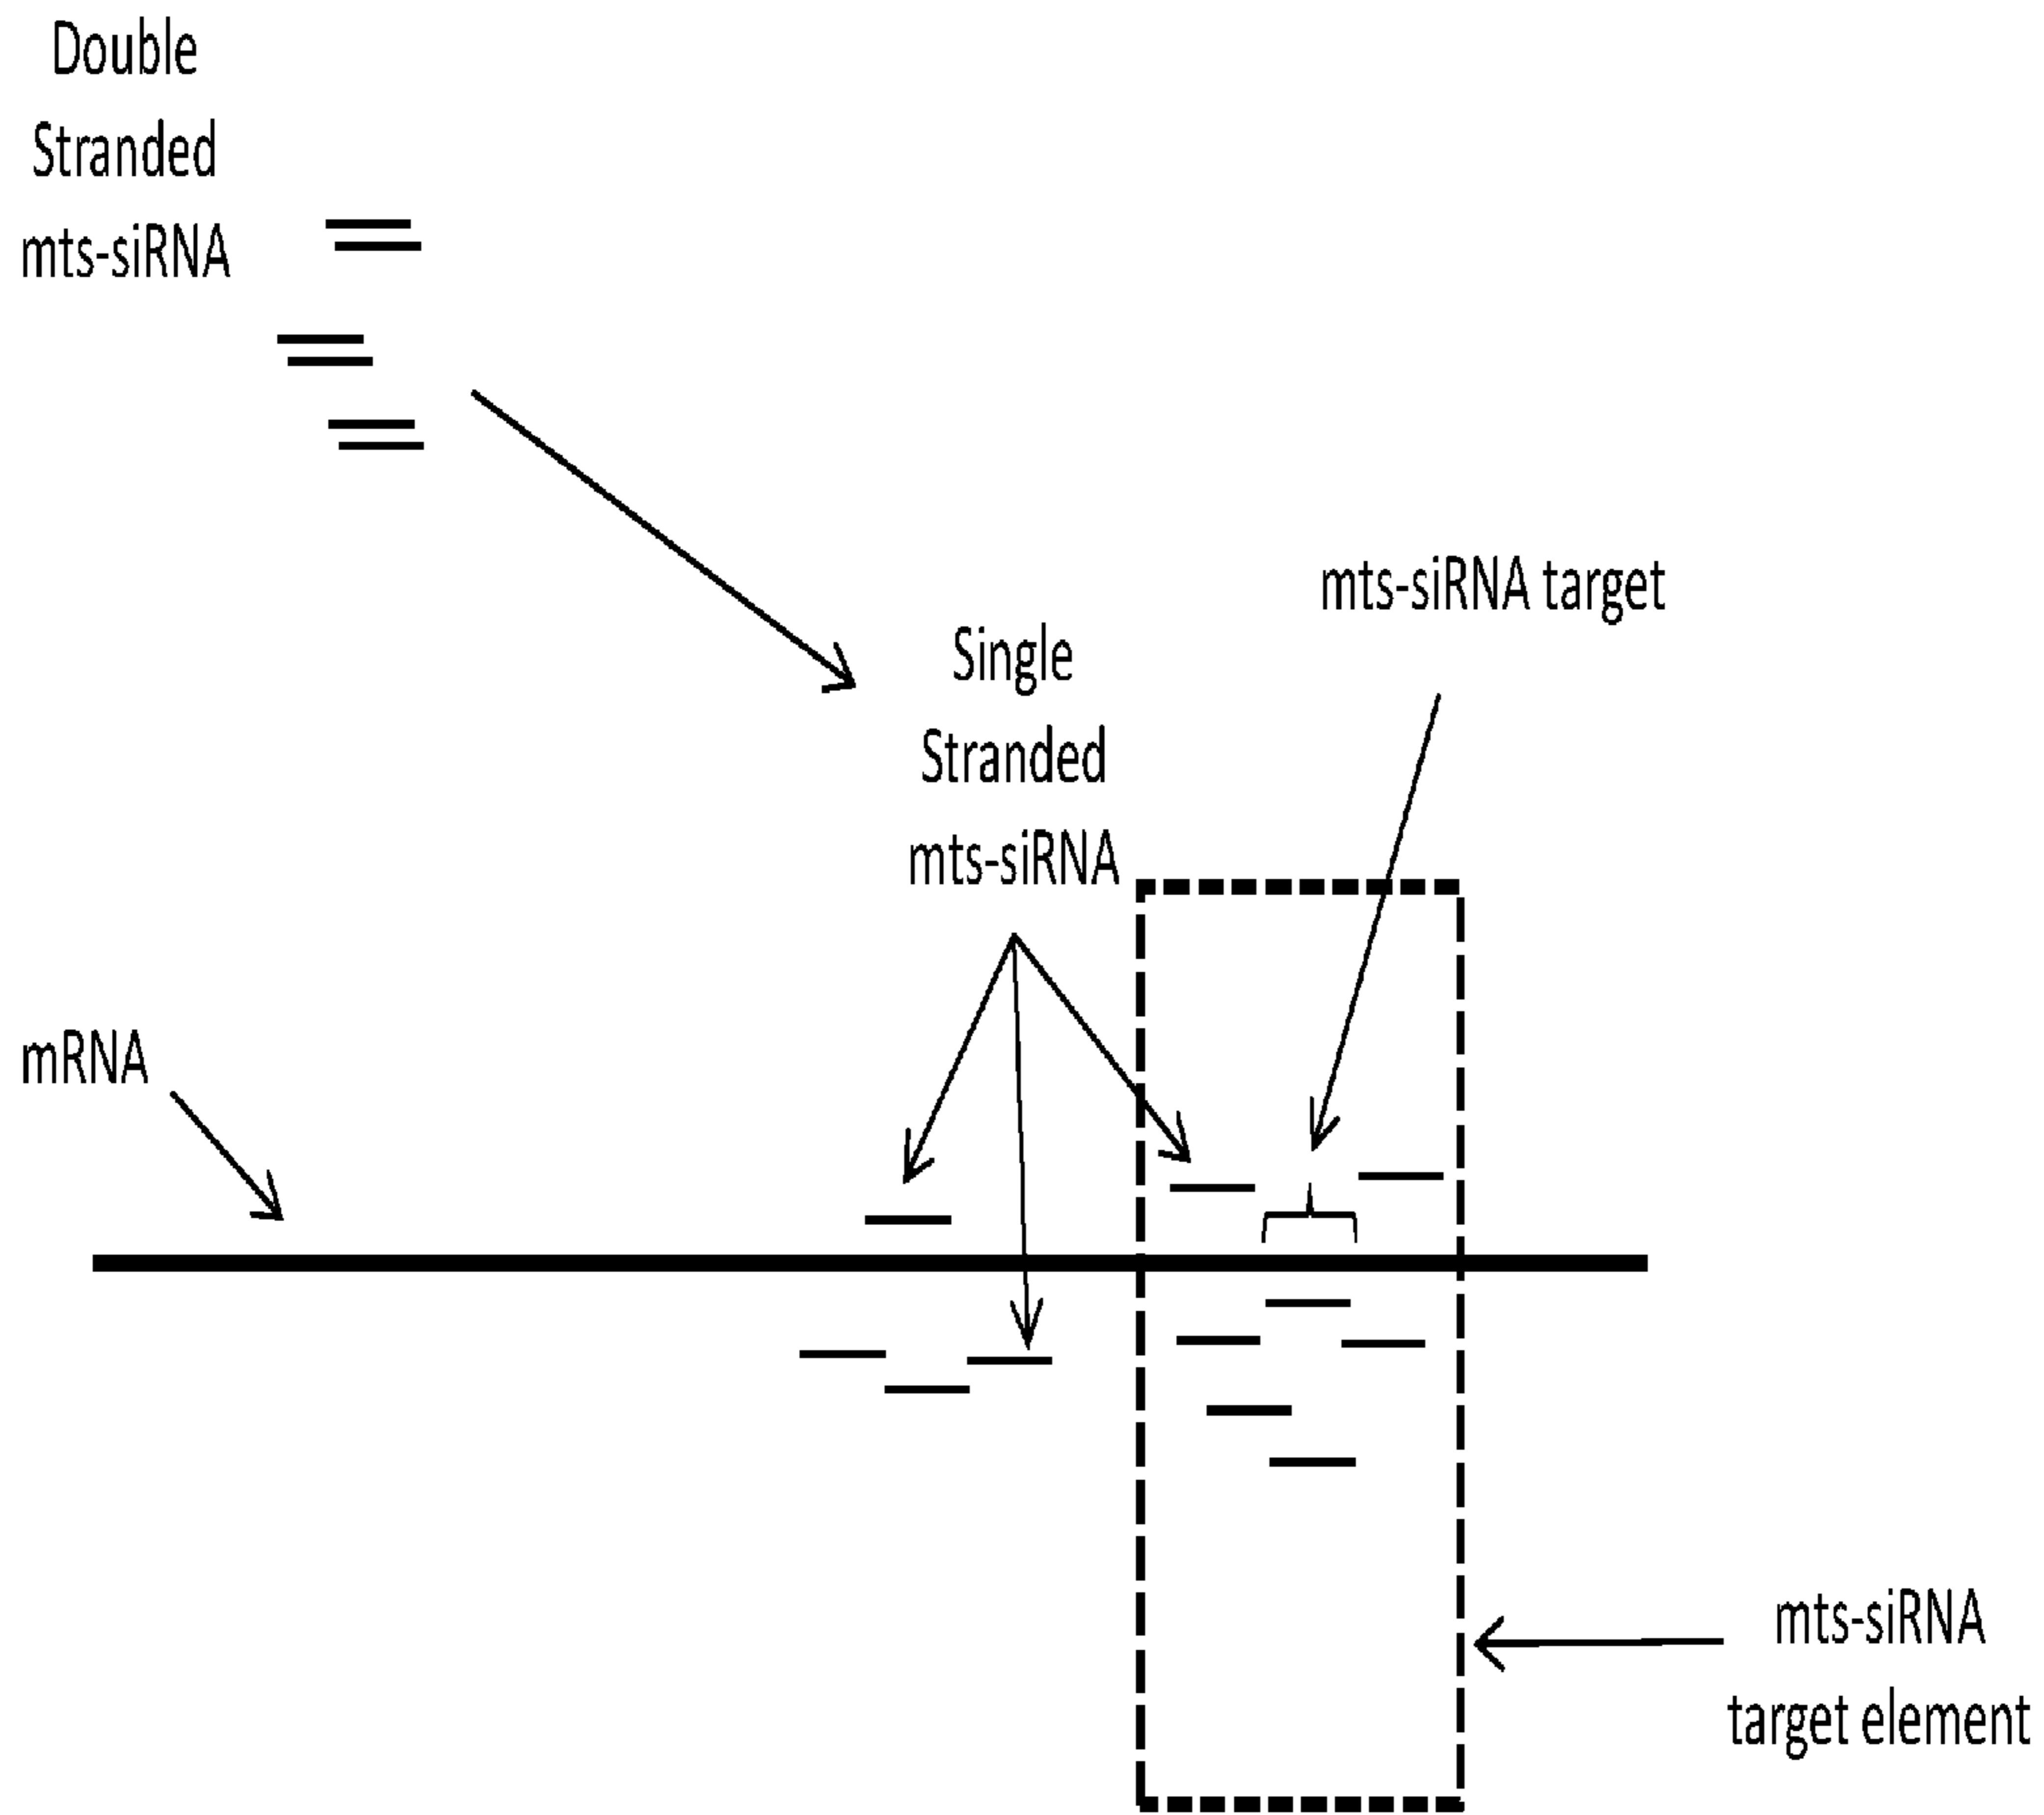 Double
Stranded
mts-siRNA
mts-siRNA target
Single
Stranded
mts-siRNA
mRNA
mts-siRNA
target element